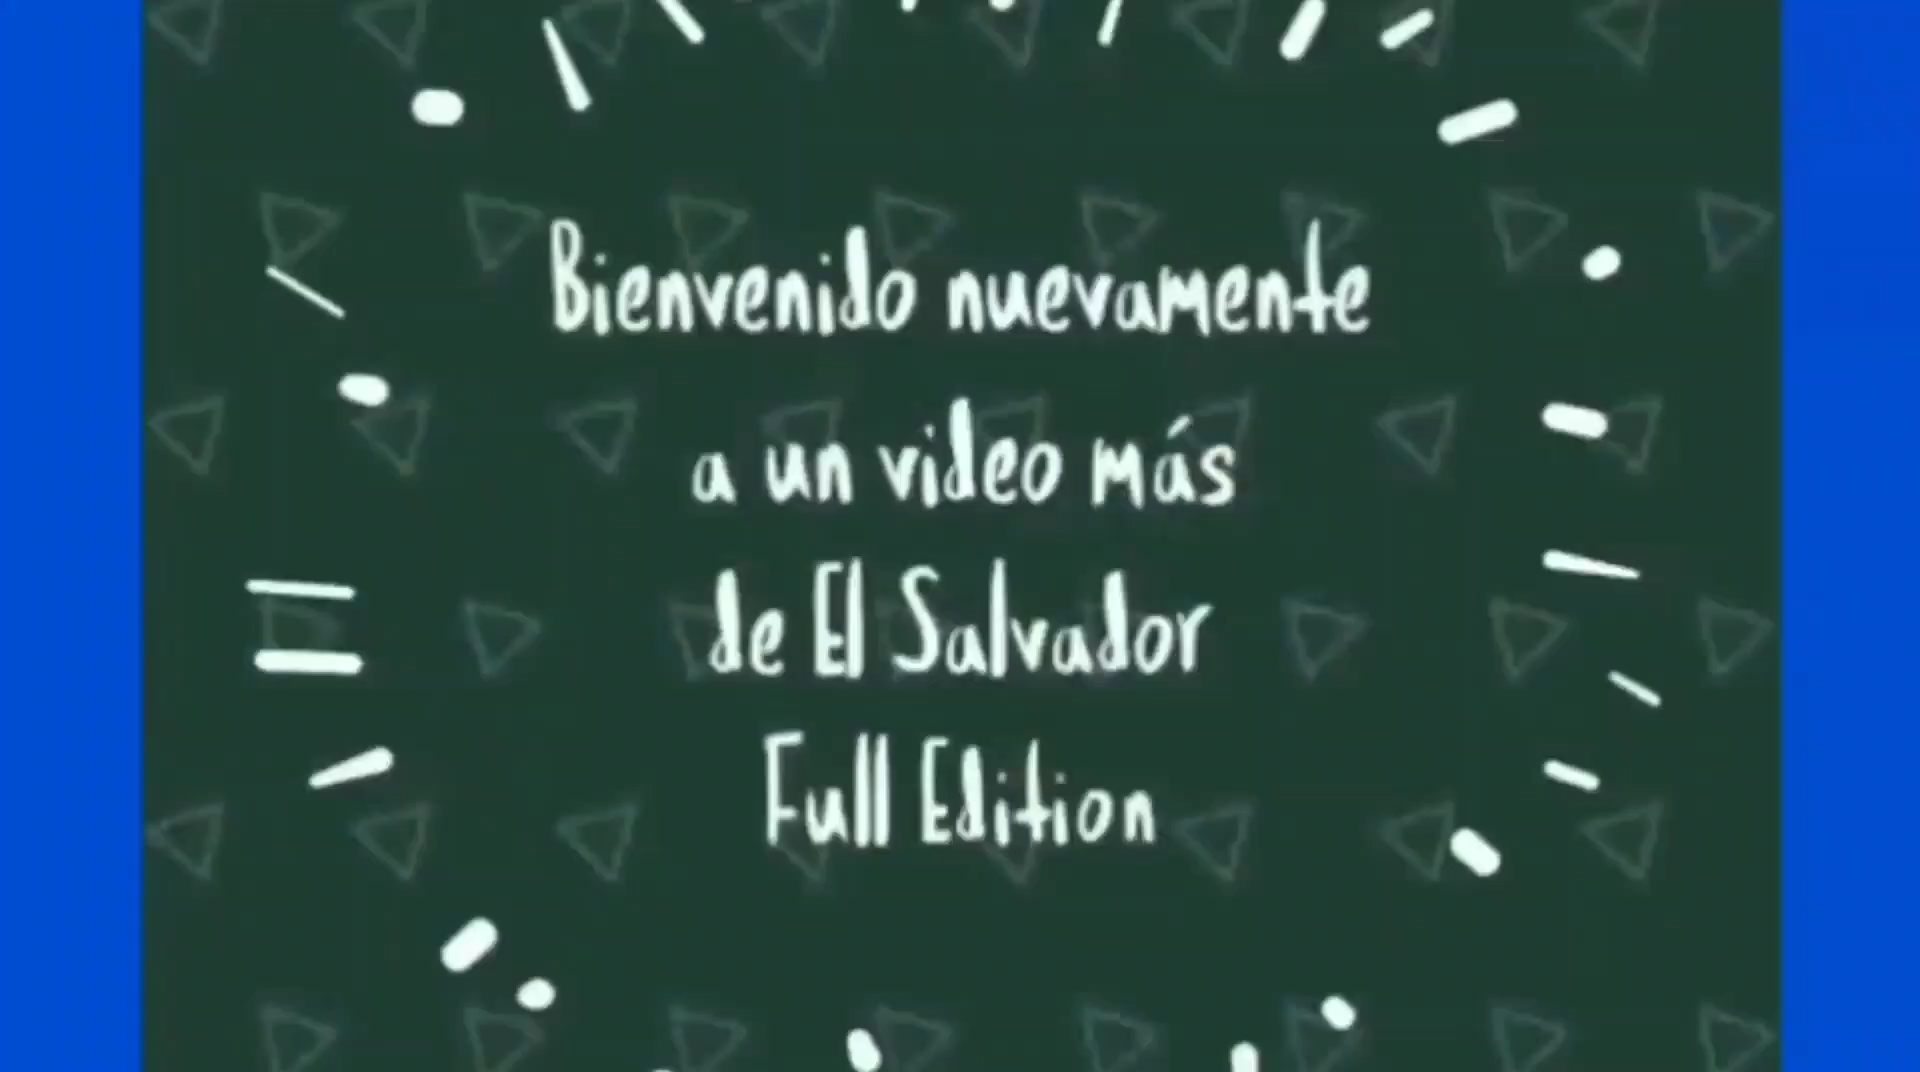 Bienvenido nuevamente
a un video más
de El Salvador
Full Edition